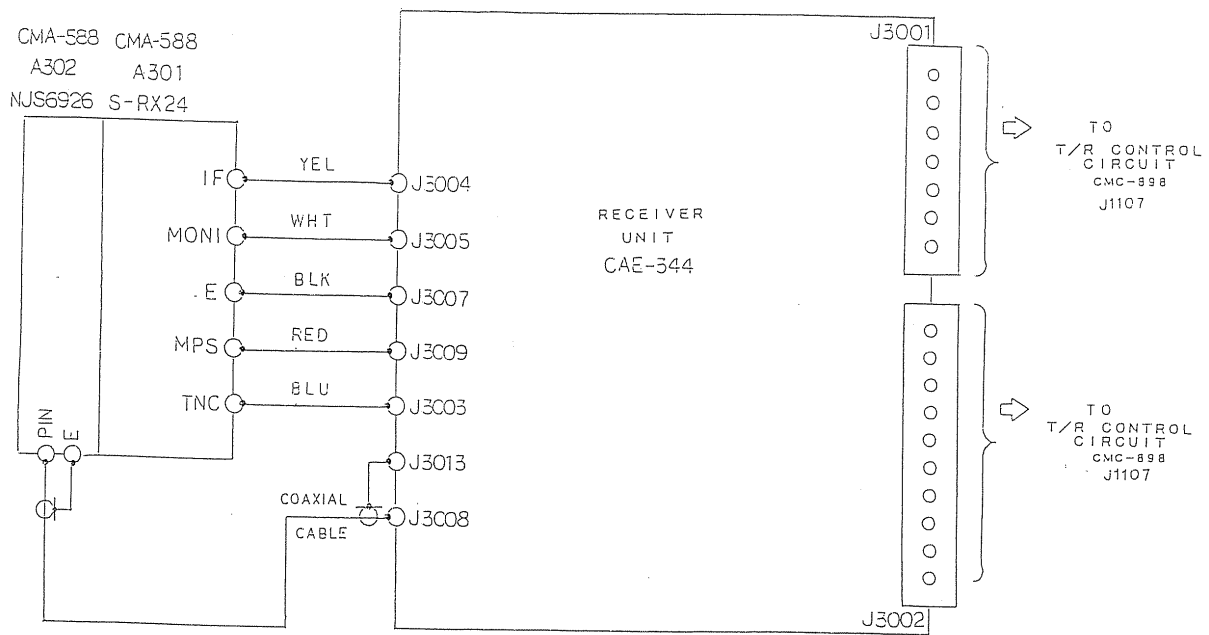 CMA-588 CMA-588
A302 A301
NJS6926 S-RX24
IF YEL J3004
MONI WHT J3005
E BLK J3007
MPS RED J3009
TNC BLU J3003
PIN E
J3013
COAXIAL
CABLE
J3008
RECEIVER
UNIT
CAE-344
J3001
TO
T/R CONTROL
CIRCUIT
CMC-898
J1107
TO
T/R CONTROL
CIRCUIT
CMC-898
J1107
J3002